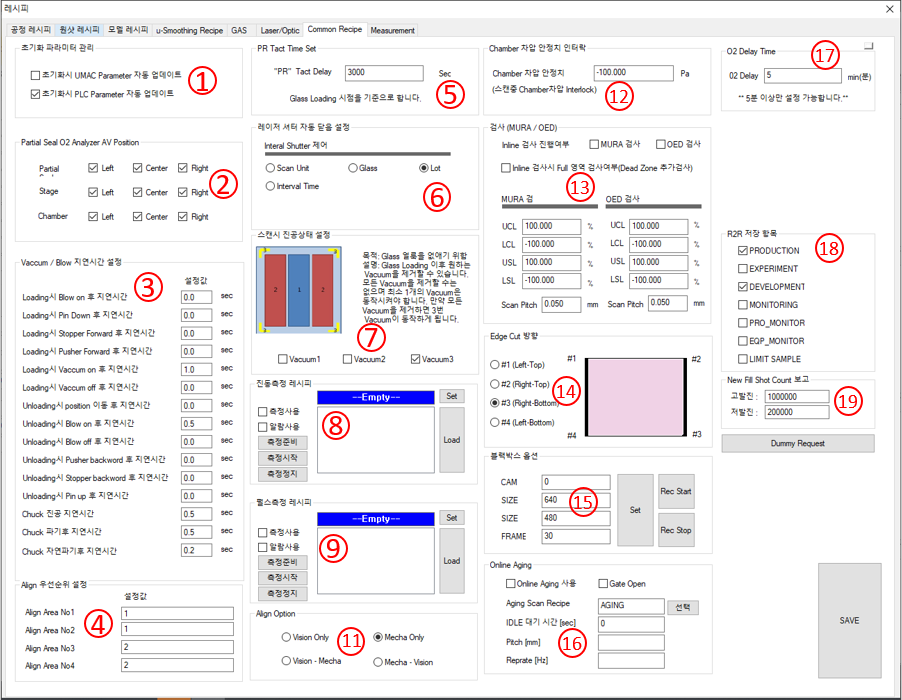 레시피
공정 레시피 원샷 레시피 모델 레시피 u-Smoothing Recipe GAS Laser/Optic Common Recipe Measurement
초기화 파라미터 관리
초기화시 UMAC Parameter 자동 업데이트
초기화시 PLC Parameter 자동 업데이트
1
Partial Seal O2 Analyzer AV Position
Partial
Left Center Right
Stage Left Center Right
Chamber Left Center Right
2
Vaccum / Blow 지연시간 설정
3
설정값
Loading시 Blow on 후 지연시간 0.0 sec
Loading시 Pin Down 후 지연시간 0.0 sec
Loading시 Stopper Forward 후 지연시간 0.0 sec
Loading시 Pusher Forward 후 지연시간 0.0 sec
Loading시 Vaccum on 후 지연시간 1.0 sec
Loading시 Vaccum off 후 지연시간 0.0 sec
Unloading시 position 이동 후 지연시간 0.0 sec
Unloading시 Blow on 후 지연시간 0.5 sec
Unloading시 Blow off 후 지연시간 0.0 sec
Unloading시 Pusher backword 후 지연시간 0.0 sec
Unloading시 Stopper backword 후 지연시간 0.0 sec
Unloading시 Pin up 후 지연시간 0.0 sec
Chuck 진공 지연시간 0.5 sec
Chuck 파기후 지연시간 0.5 sec
Chuck 자연파기후 지연시간 0.2 sec
Align 우선순위 설정
설정값
Align Area No1 1
Align Area No2 1
Align Area No3 2
Align Area No4 2
4
PR Tact Time Set
"PR" Tact Delay 3000 Sec
Glass Loading 시점을 기준으로 합니다.
5
레이저 셔터 자동 닫음 설정
Interal Shutter 제어
Scan Unit Glass Lot
Interval Time
6
스캔시 진공상태 설정
2 1 2
목적: Glass 얼룩을 없애기 위함
설명: Glass Loading 이후 원하는
Vacuum을 제거할 수 있습니다.
모든 Vacuum을 제거할 수는
없으며 최소 1개의 Vacuum은
동작시켜야 합니다. 만약 모든
Vacuum을 제거하면 3번
Vacuum이 동작하게 됩니다.
7
Vacuum1 Vacuum2 Vacuum3
진동측정 레시피
--Empty-- Set
측정사용
알람사용
측정준비
측정시작
측정정지
Load
8
펄스측정 레시피
--Empty-- Set
측정사용
알람사용
측정준비
측정시작
측정정지
Load
9
Align Option
Vision Only Mecha Only
Vision - Mecha Mecha - Vision
11
Chamber 자압 안정치 인터락
Chamber 자압 안정치 -100.000 Pa
(스캔중 Chamber자압 Interlock)
12
검사 (MURA / OED)
Inline 검사 진행여부 MURA 검사 OED 검사
Inline 검사시 Full 영역 검사여부(Dead Zone 추가검사)
13
MURA 검 OED 검사
UCL 100.000 % UCL 100.000 %
LCL -100.000 % LCL -100.000 %
USL 100.000 % USL 100.000 %
LSL -100.000 % LSL -100.000 %
Scan Pitch 0.050 mm Scan Pitch 0.050 mm
Edge Cut 방향
#1 (Left-Top)
#2 (Right-Top)
#3 (Right-Bottom)
#4 (Left-Bottom)
14
#1 #2
#4 #3
블랙박스 옵션
CAM 0
SIZE 640
SIZE 480
FRAME 30
15
Set
Rec Start
Rec Stop
Online Aging
Online Aging 사용 Gate Open
Aging Scan Recipe AGING 선택
IDLE 대기 시간 [sec] 0
Pitch [mm]
Reprate [Hz]
16
O2 Delay Time
17
02 Delay 5 min(분)
** 5분 이상만 설정 가능합니다.**
R2R 저장 항목
18
PRODUCTION
EXPERIMENT
DEVELOPMENT
MONITORING
PRO_MONITOR
EQP_MONITOR
LIMIT SAMPLE
New Fill Shot Count 보고
고발진 : 1000000
저발진 : 200000
19
Dummy Request
SAVE